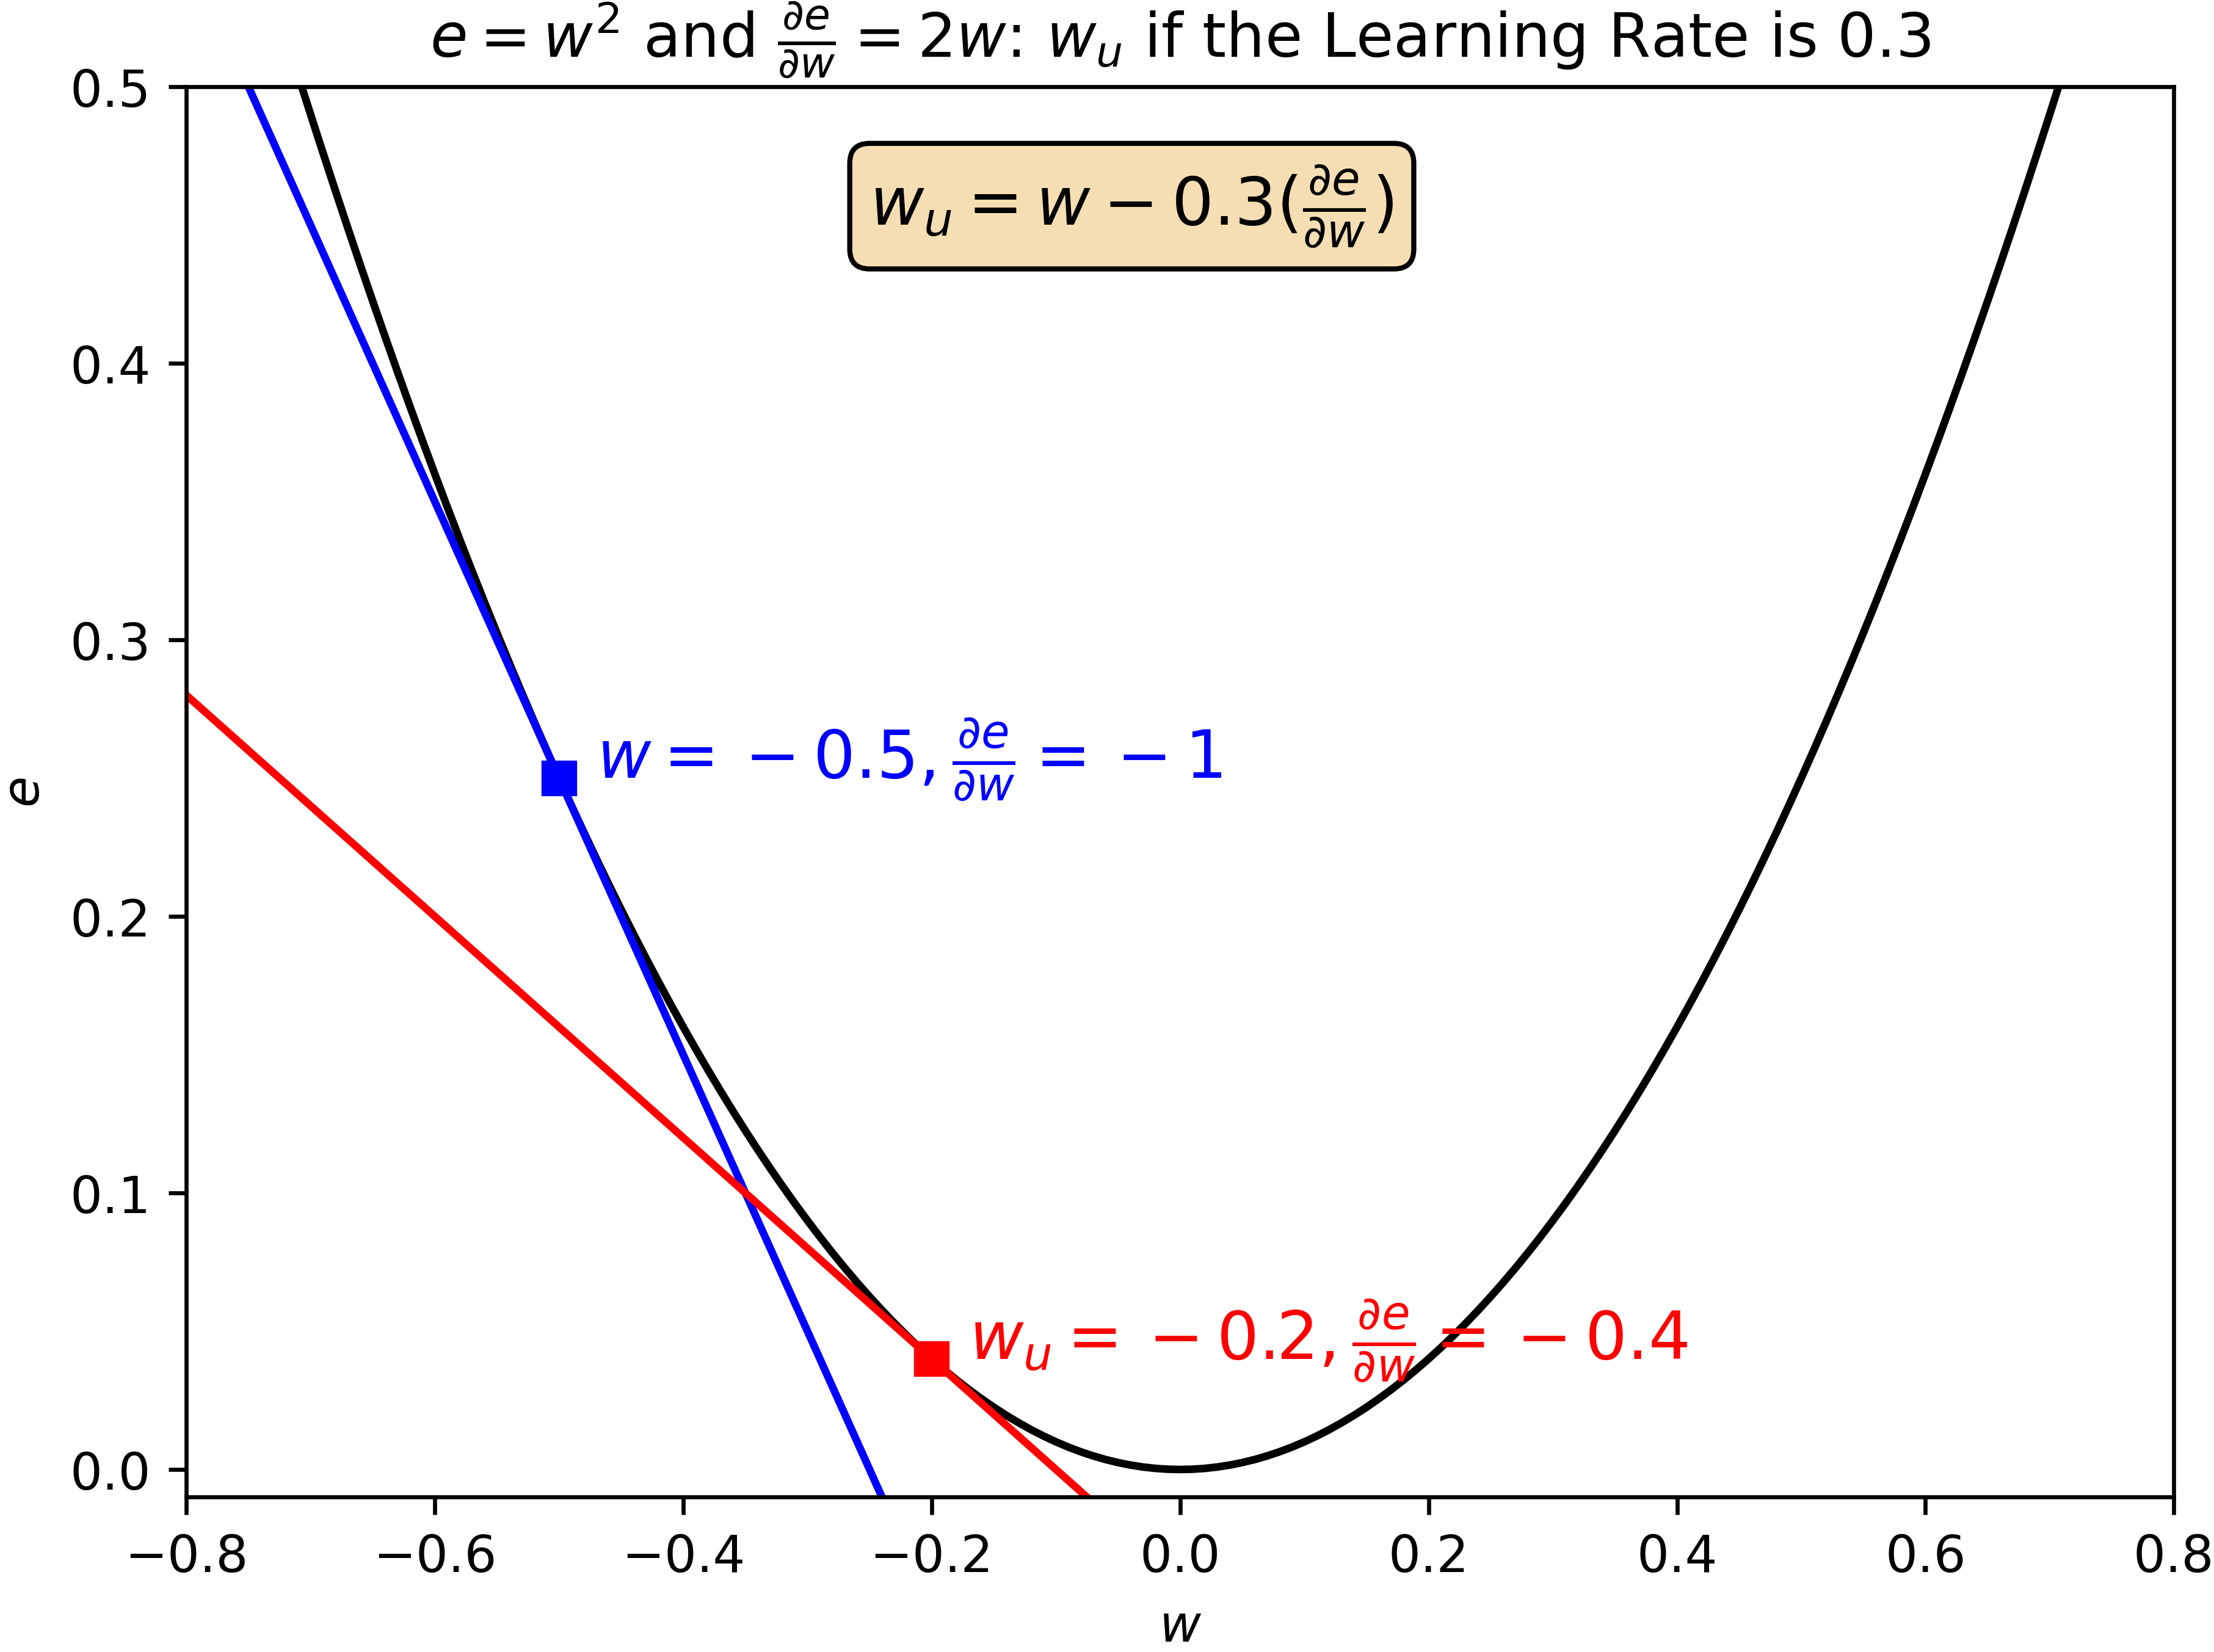 e = w² and ∂e/∂w = 2w: wᵤ if the Learning Rate is 0.3
wᵤ = w − 0.3(∂e/∂w)
w = −0.5, ∂e/∂w = −1
wᵤ = −0.2, ∂e/∂w = −0.4
e
0.5
0.4
0.3
0.2
0.1
0.0
−0.8 −0.6 −0.4 −0.2 0.0 0.2 0.4 0.6 0.8
w